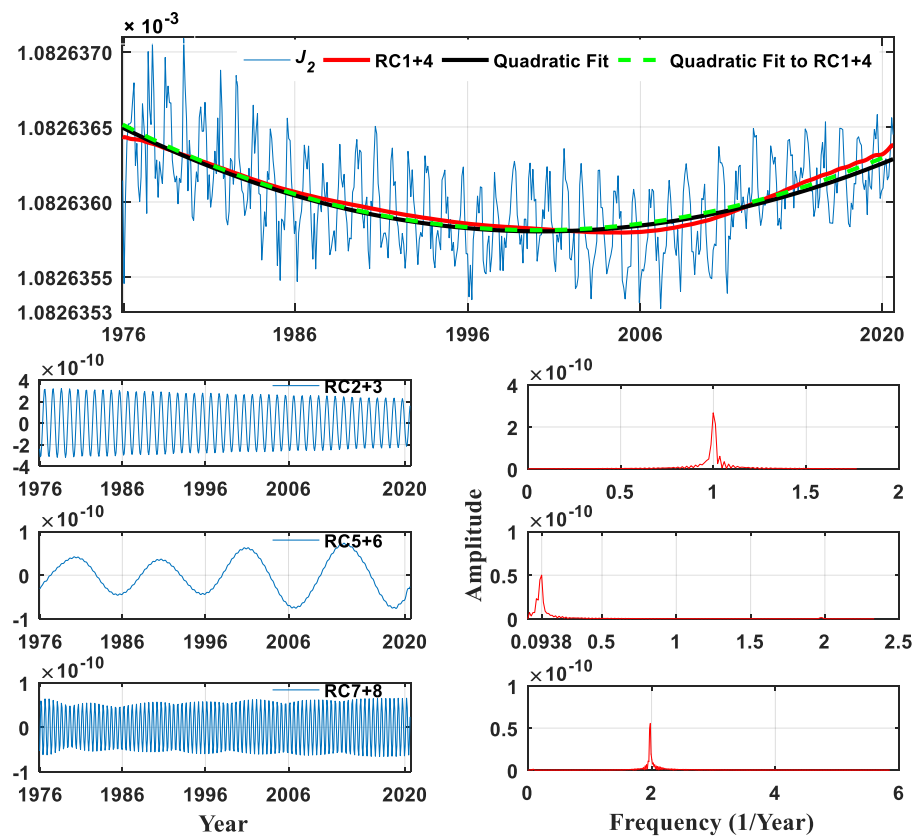 × 10^-3
J_2 RC1+4 Quadratic Fit Quadratic Fit to RC1+4
1.0826370
1.0826365
1.0826360
1.0826355
1.0826353
1976 1986 1996 2006 2020
×10^-10
RC2+3
4
2
0
-2
-4
1976 1986 1996 2006 2020
×10^-10
4
2
0
0 0.5 1 1.5 2
×10^-10
RC5+6
1
0
-1
1976 1986 1996 2006 2020
×10^-10
1
0.5
0
0.0938 0.5 1 1.5 2 2.5
×10^-10
RC7+8
1
0
-1
1976 1986 1996 2006 2020
Year
×10^-10
1
0.5
0
0 2 4 6
Amplitude
Frequency (1/Year)